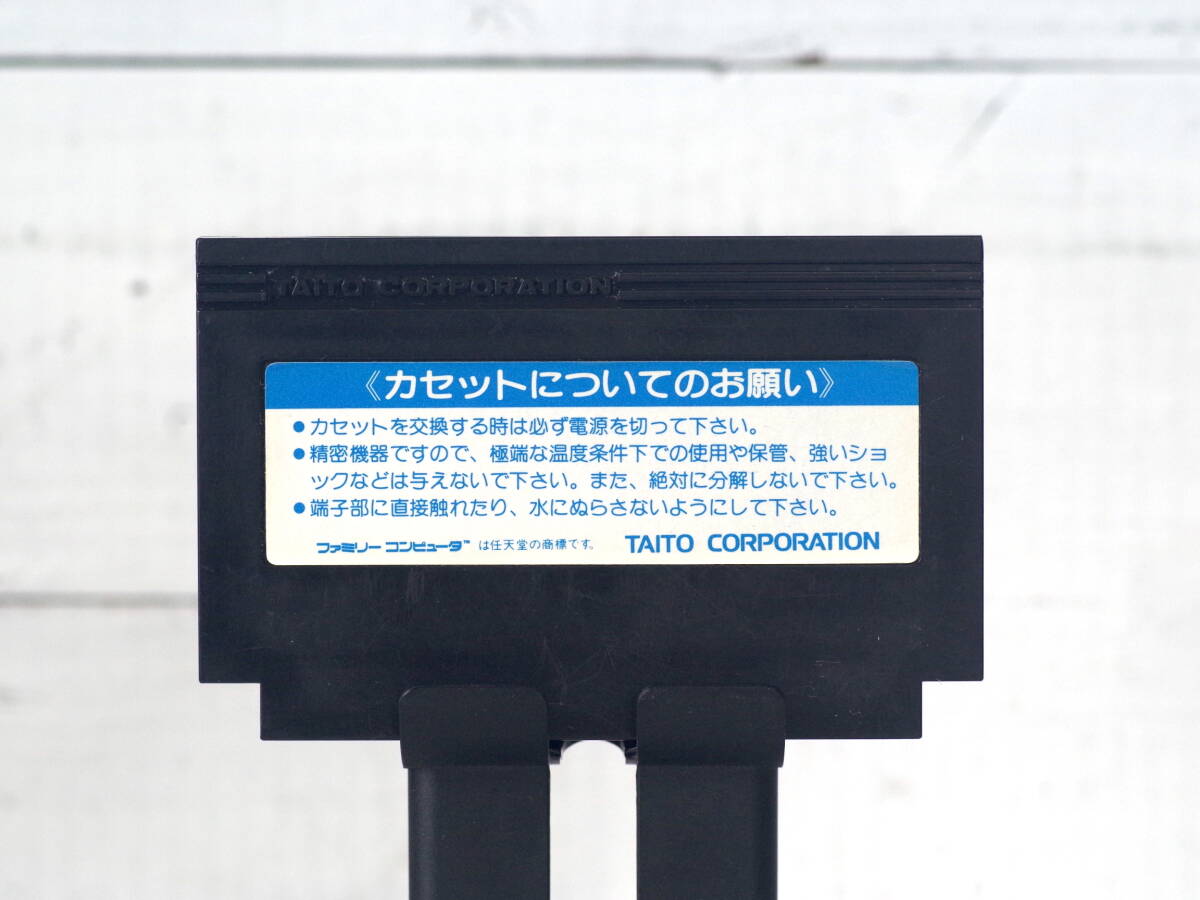 TAITO CORPORATION
《カセットについてのお願い》
●カセットを交換する時は必ず電源を切って下さい。
●精密機器ですので、極端な温度条件下での使用や保管、強いショ
ックなどは与えないで下さい。また、絶対に分解しないで下さい。
●端子部に直接触れたり、水にぬらさないようにして下さい。
ファミリーコンピュータ™ は任天堂の商標です。 TAITO CORPORATION